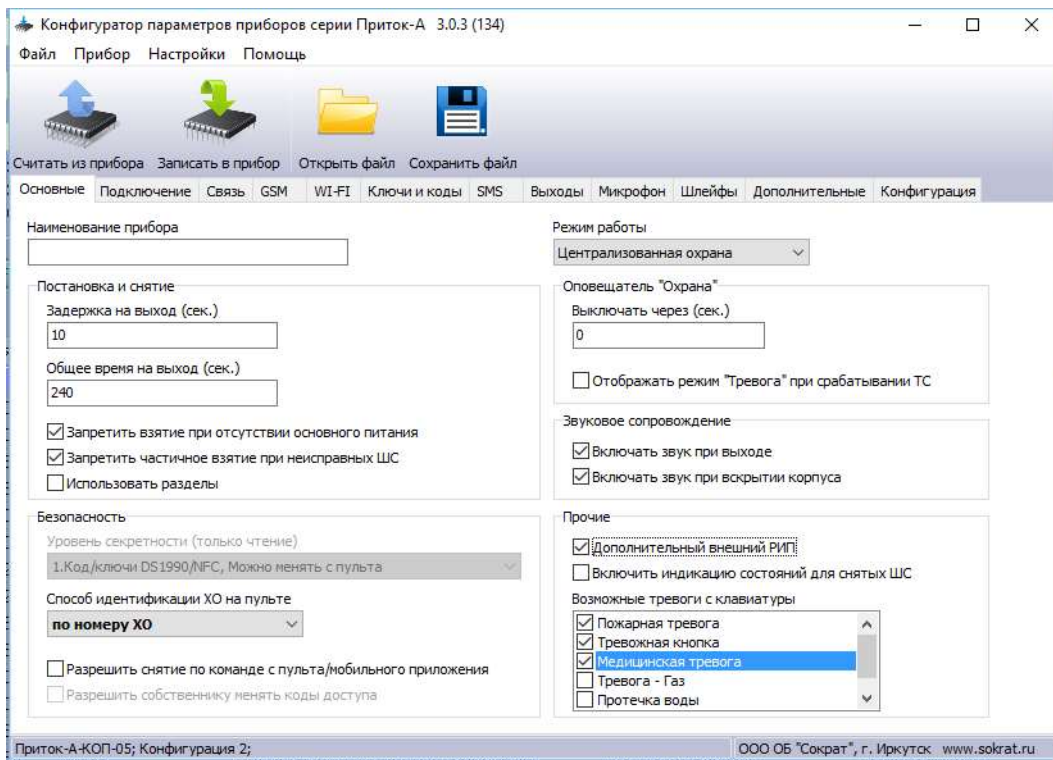 Конфигуратор параметров приборов серии Приток-А 3.0.3 (134)
Файл Прибор Настройки Помощь
Считать из прибора Записать в прибор Открыть файл Сохранить файл
Основные Подключение Связь GSM WI-FI Ключи и коды SMS Выходы Микрофон Шлейфы Дополнительные Конфигурация
Наименование прибора
Режим работы
Централизованная охрана
Постановка и снятие
Задержка на выход (сек.)
10
Общее время на выход (сек.)
240
Запретить взятие при отсутствии основного питания
Запретить частичное взятие при неисправных ШС
Использовать разделы
Оповещатель "Охрана"
Выключать через (сек.)
0
Отображать режим "Тревога" при срабатывании ТС
Звуковое сопровождение
Включать звук при выходе
Включать звук при вскрытии корпуса
Безопасность
Уровень секретности (только чтение)
1.Код/ключи DS1990/NFC, Можно менять с пульта
Способ идентификации ХО на пульте
по номеру ХО
Разрешить снятие по команде с пульта/мобильного приложения
Разрешить собственнику менять коды доступа
Прочие
Дополнительный внешний РИП
Включить индикацию состояний для снятых ШС
Возможные тревоги с клавиатуры
Пожарная тревога
Тревожная кнопка
Медицинская тревога
Тревога - Газ
Протечка воды
Приток-А-КОП-05; Конфигурация 2;
ООО ОБ "Сократ", г. Иркутск www.sokrat.ru